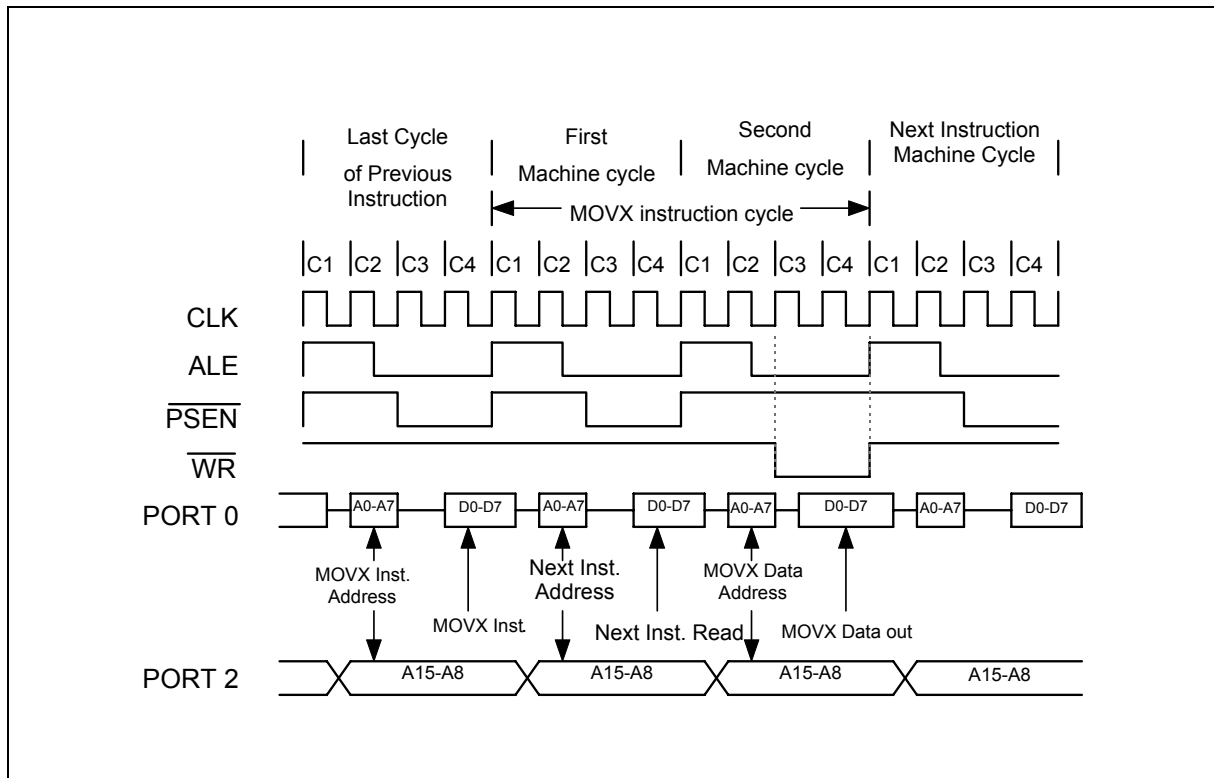 Last Cycle
of Previous
Instruction
First
Machine cycle
Second
Machine cycle
Next Instruction
Machine Cycle
MOVX instruction cycle
C1 C2 C3 C4 C1 C2 C3 C4 C1 C2 C3 C4 C1 C2 C3 C4
CLK
ALE
PSEN
WR
PORT 0
A0-A7 D0-D7 A0-A7 D0-D7 A0-A7 D0-D7 A0-A7 D0-D7
MOVX Inst.
Address
MOVX Inst.
Next Inst.
Address
Next Inst. Read
MOVX Data
Address
MOVX Data out
PORT 2
A15-A8 A15-A8 A15-A8 A15-A8